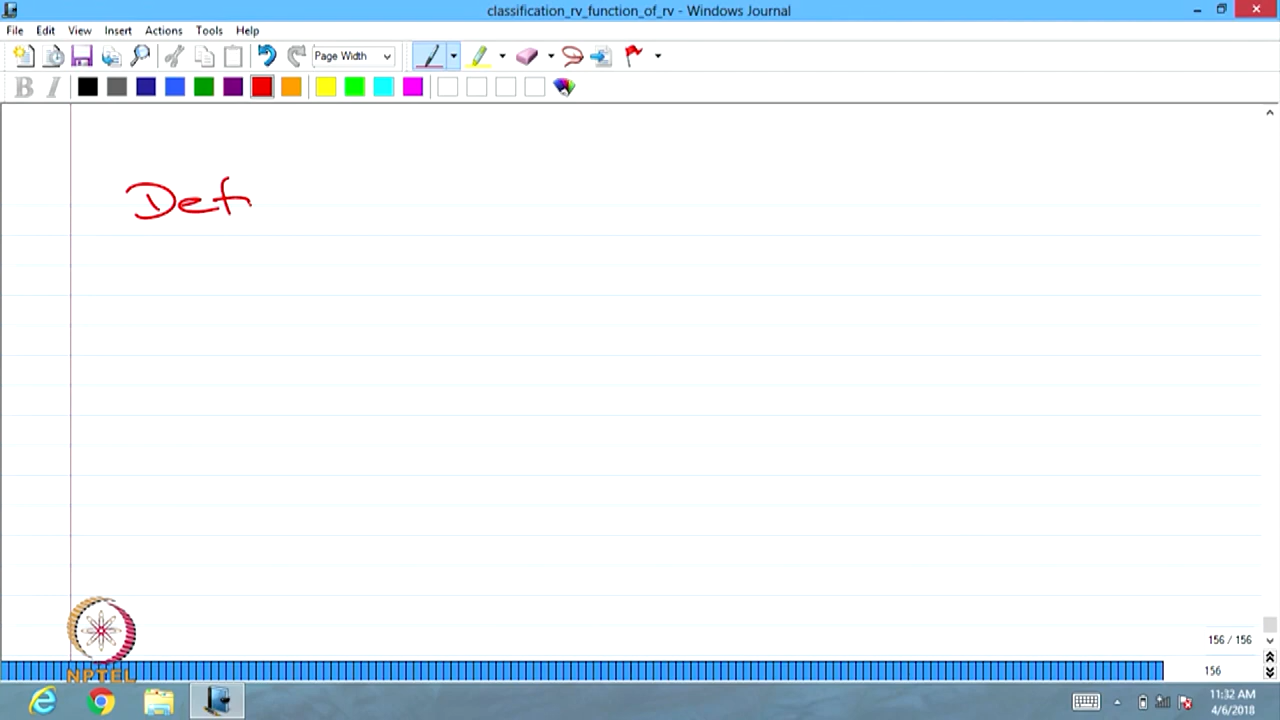 classification_rv_function_of_rv - Windows Journal
File Edit View Insert Actions Tools Help
Page Width
B I
Def
156 / 156
156
NPTEL
11:32 AM
4/6/2018